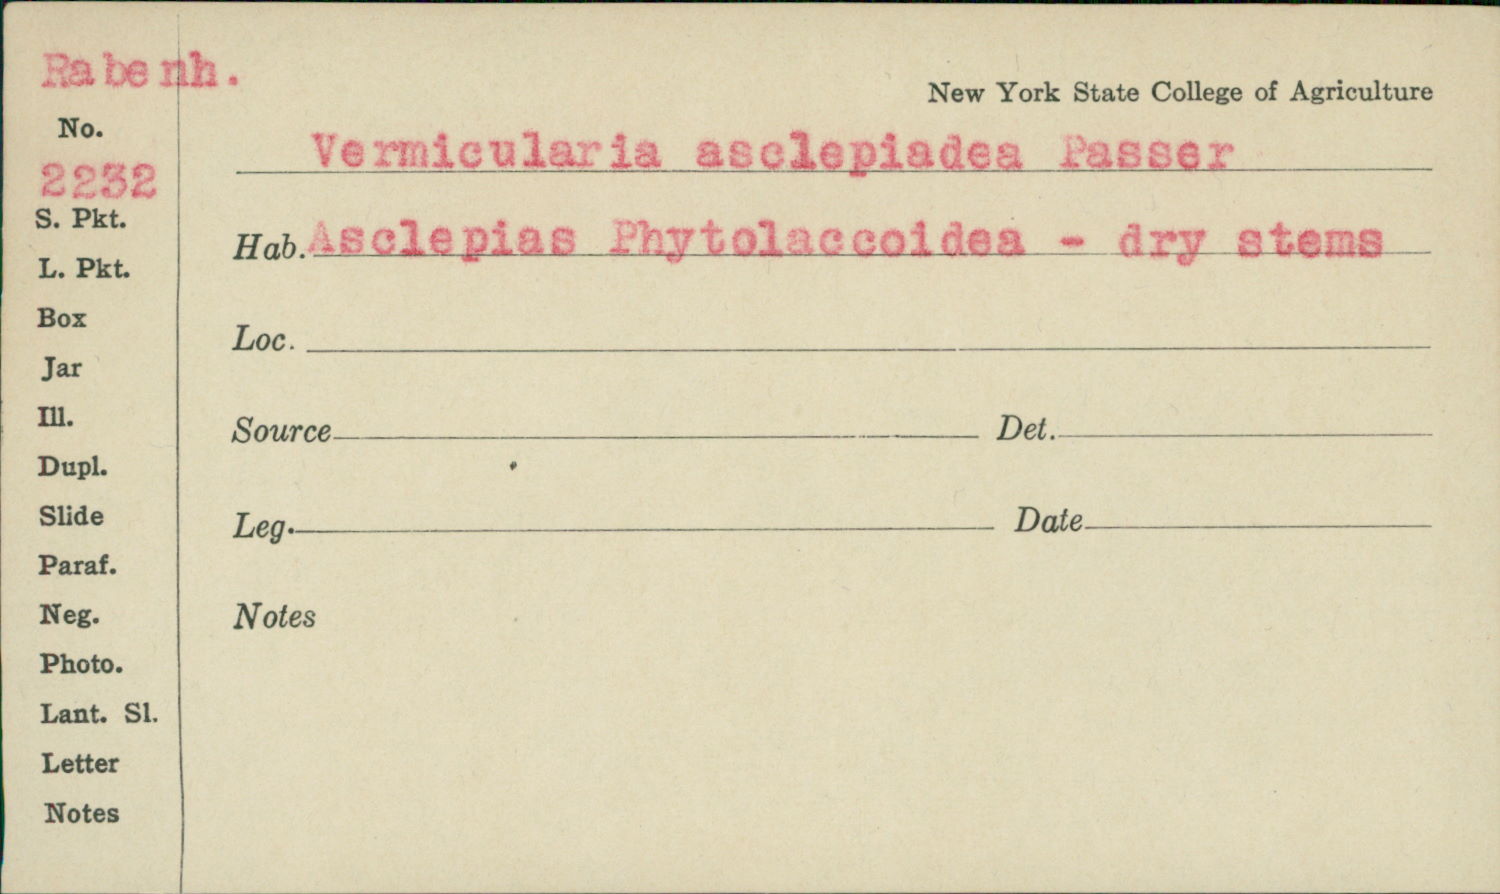 Rabenh.
New York State College of Agriculture
No.
Vermicularia asclepiadea Passer
2232
S. Pkt.
Hab. Asclepias Phytolaccoidea - dry stems
L. Pkt.
Box
Loc.
Jar
Ill.
Source Det.
Dupl.
Slide
Leg. Date
Paraf.
Neg.
Notes
Photo.
Lant. Sl.
Letter
Notes